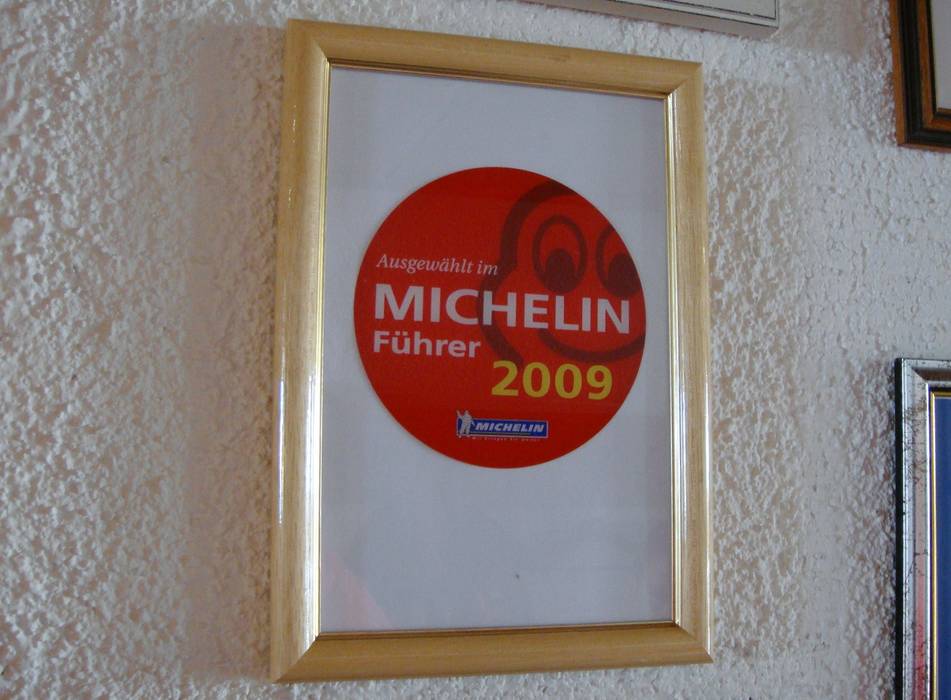 Ausgewählt im
MICHELIN
Führer
2009
MICHELIN